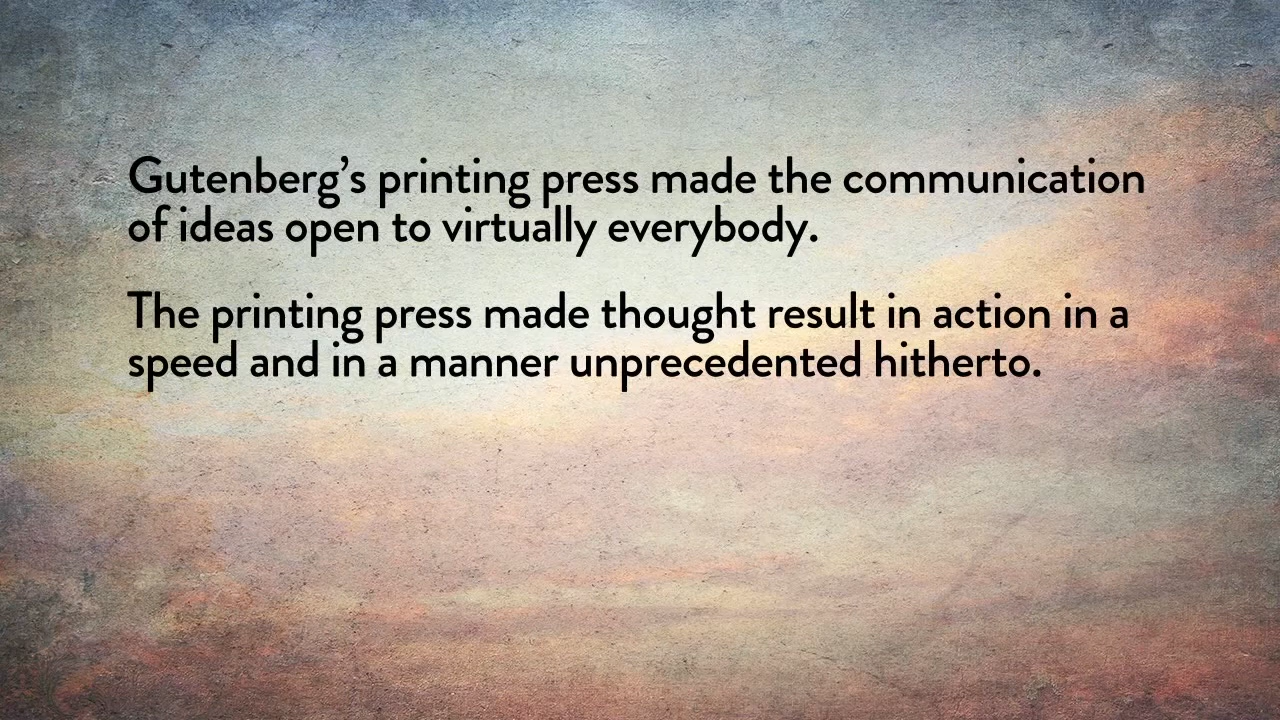 Gutenberg’s printing press made the communication
of ideas open to virtually everybody.
The printing press made thought result in action in a
speed and in a manner unprecedented hitherto.